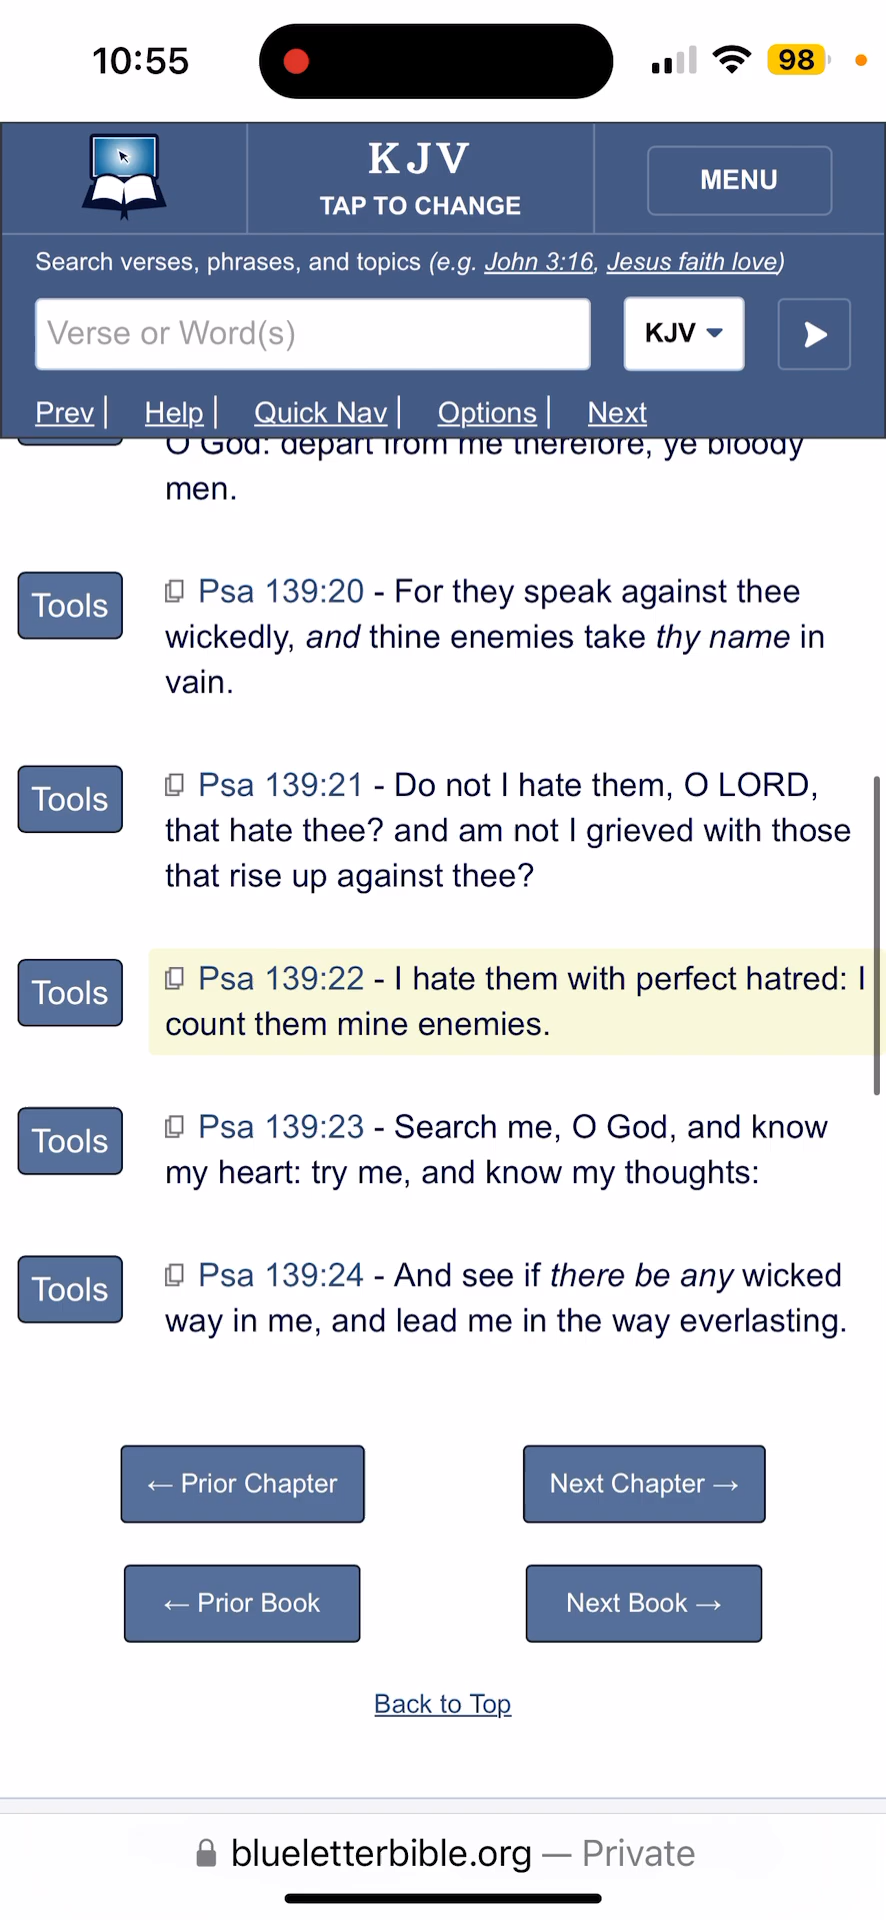 10:55
98
KJV
TAP TO CHANGE
MENU
Search verses, phrases, and topics (e.g. John 3:16, Jesus faith love)
Verse or Word(s)
KJV
Prev | Help | Quick Nav | Options | Next
O God: depart from me therefore, ye bloody
men.
Tools
Psa 139:20 - For they speak against thee
wickedly, and thine enemies take thy name in
vain.
Tools
Psa 139:21 - Do not I hate them, O LORD,
that hate thee? and am not I grieved with those
that rise up against thee?
Tools
Psa 139:22 - I hate them with perfect hatred: I
count them mine enemies.
Tools
Psa 139:23 - Search me, O God, and know
my heart: try me, and know my thoughts:
Tools
Psa 139:24 - And see if there be any wicked
way in me, and lead me in the way everlasting.
← Prior Chapter
Next Chapter →
← Prior Book
Next Book →
Back to Top
blueletterbible.org — Private